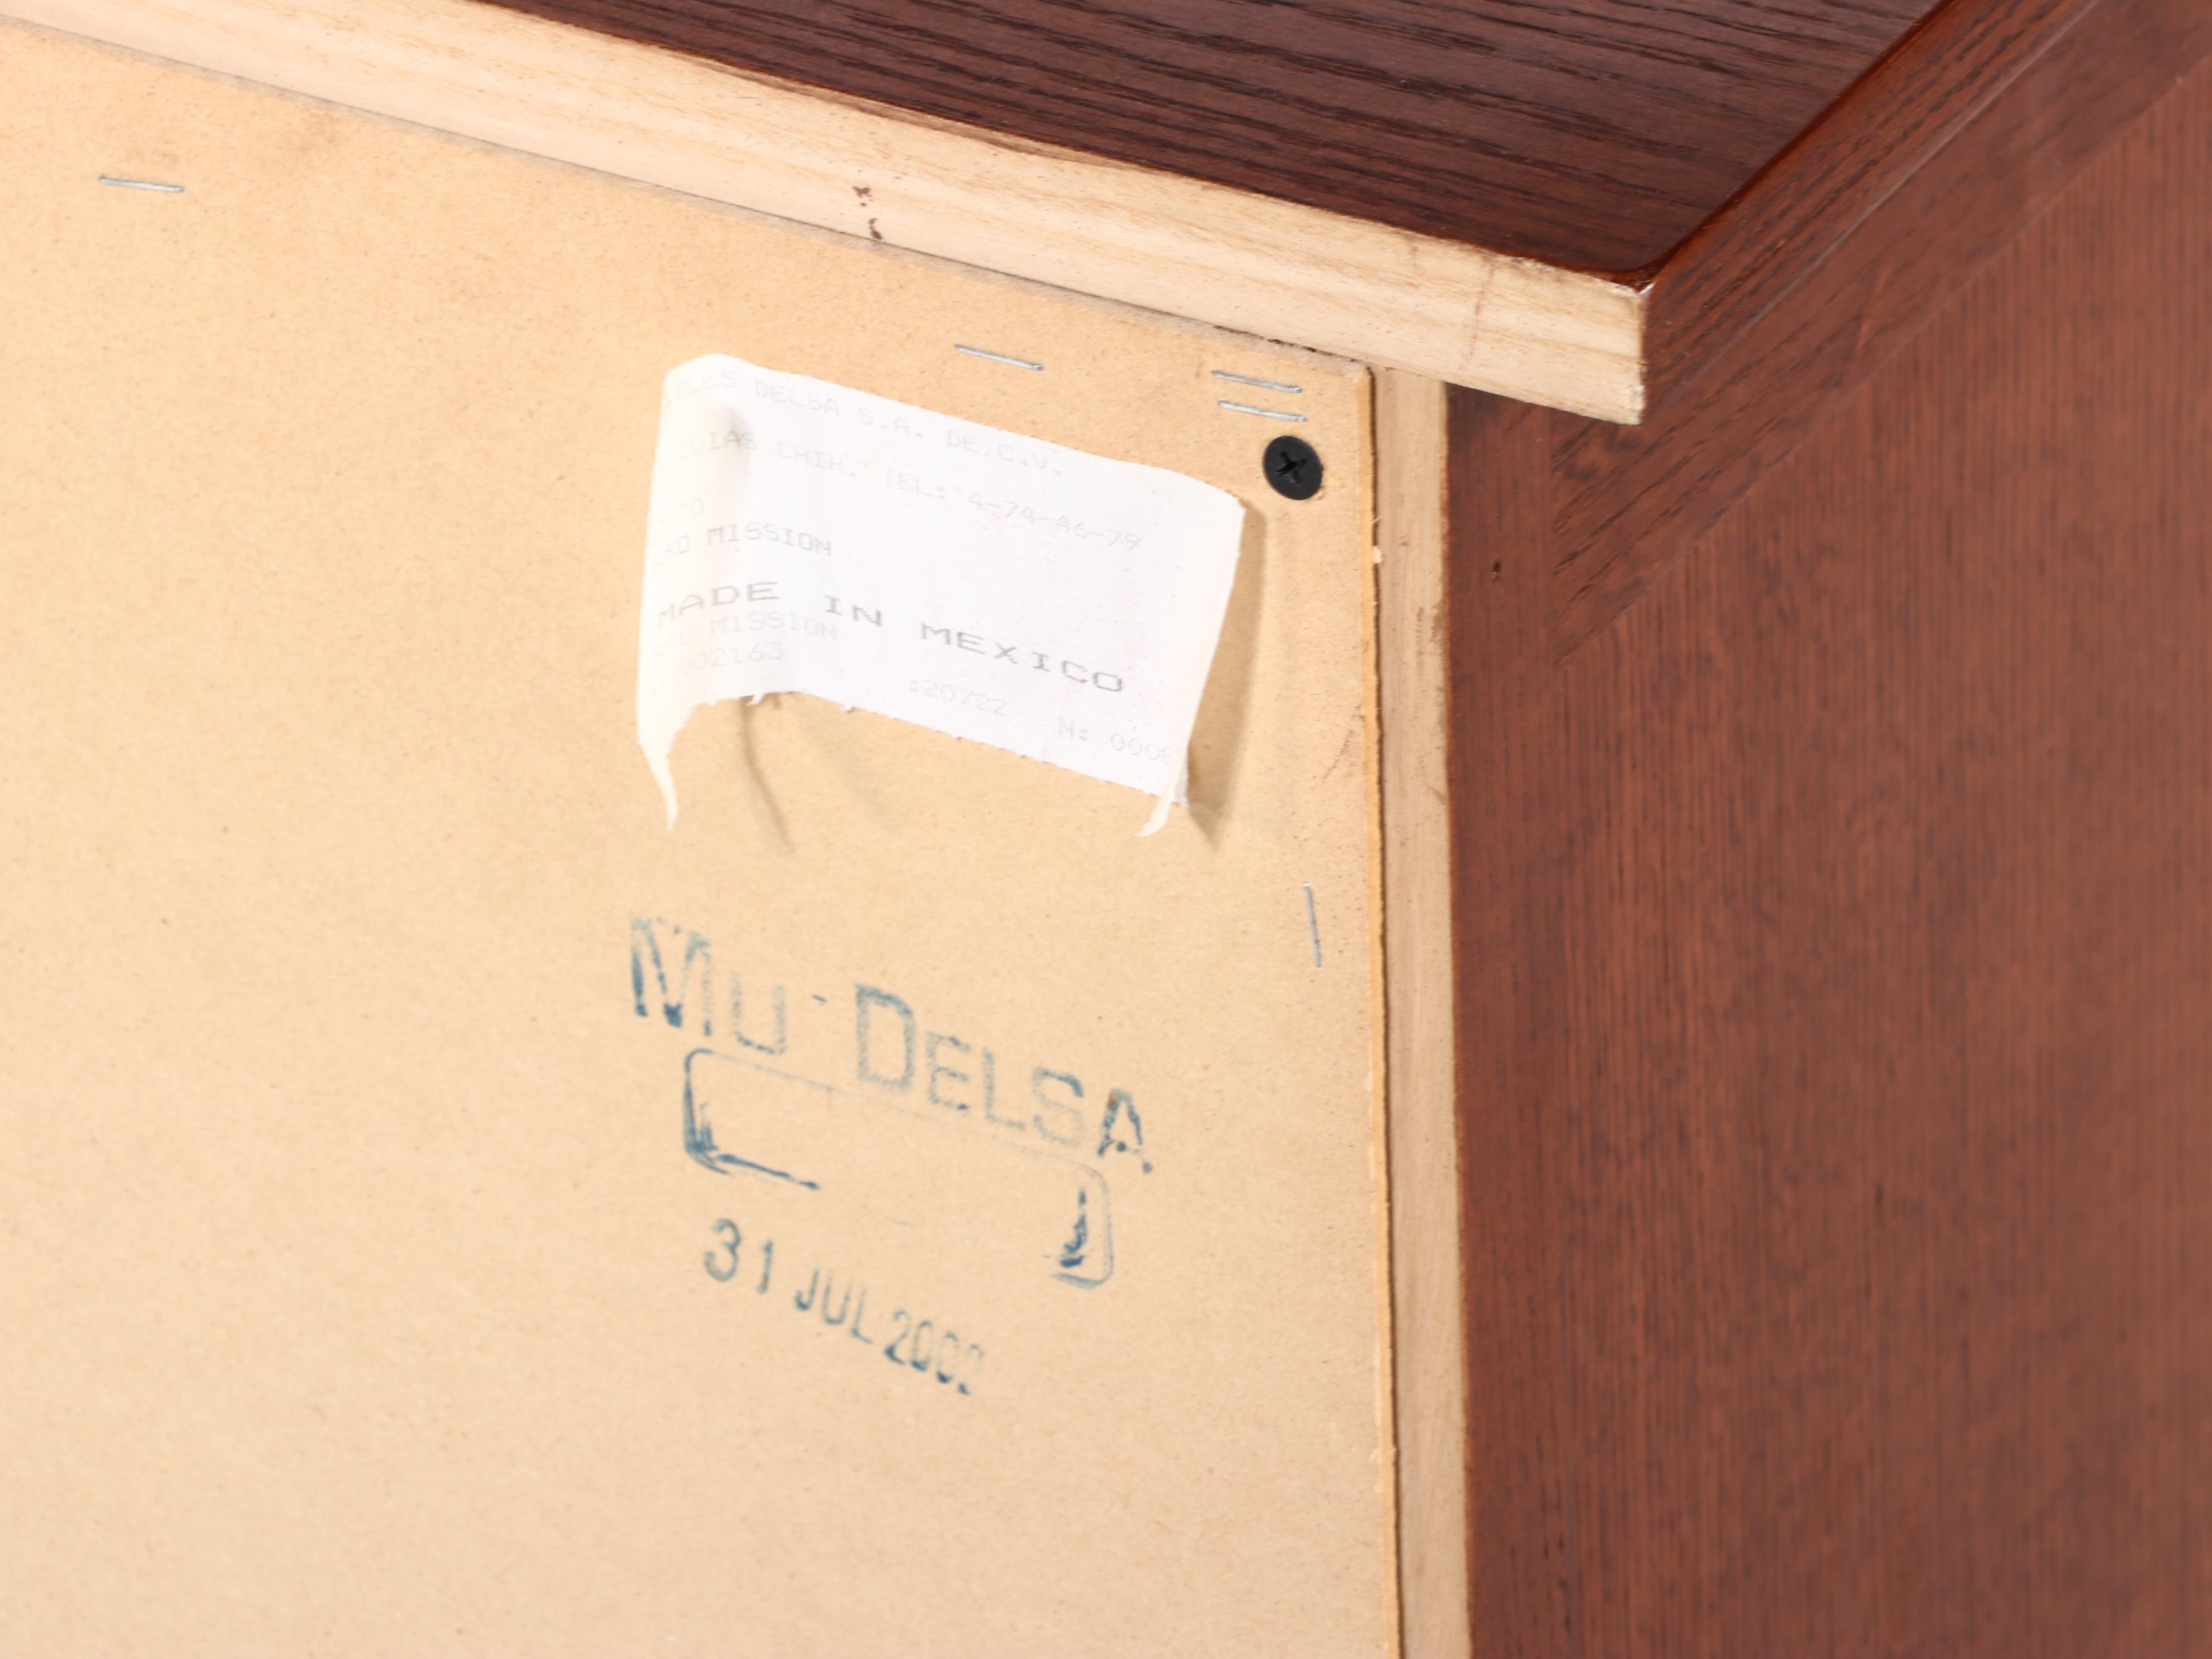 DELSA S.A. DE C.V.
CHIH. TEL: 4-74-86-79
MISSION
MADE IN MEXICO
MISSION
002163
:20722 N:
MU-DELSA
31 JUL 2002